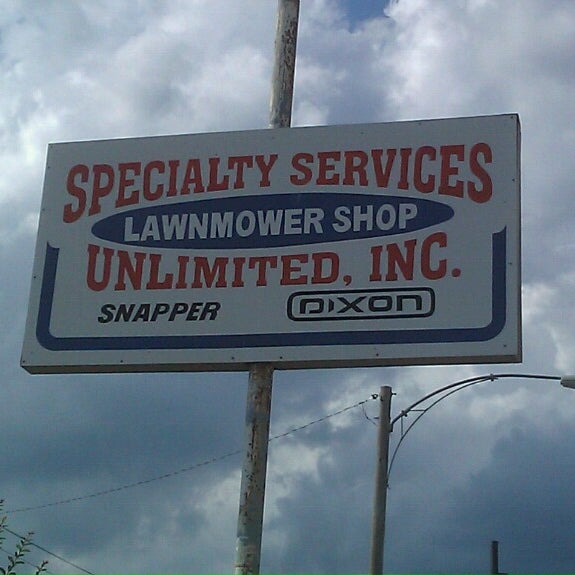 SPECIALTY SERVICES
LAWNMOWER SHOP
UNLIMITED, INC.
SNAPPER DIXON